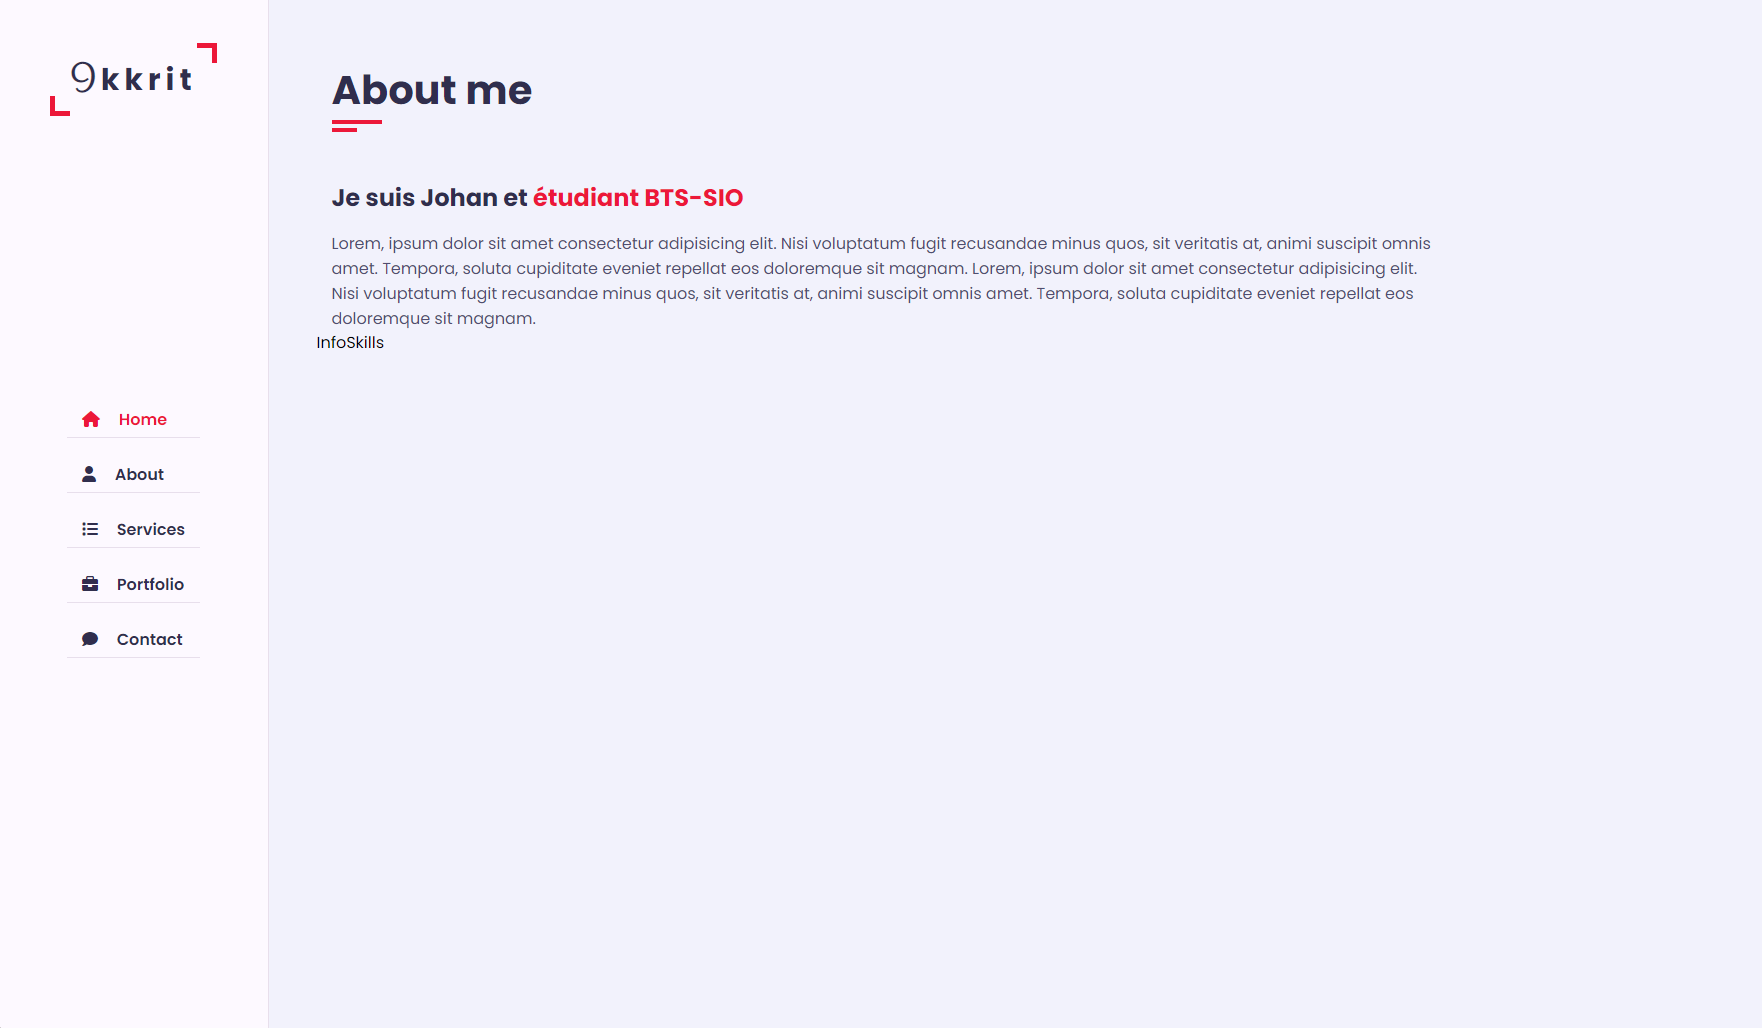 9kkrit
Home
About
Services
Portfolio
Contact
About me
Je suis Johan et étudiant BTS-SIO
Lorem, ipsum dolor sit amet consectetur adipisicing elit. Nisi voluptatum fugit recusandae minus quos, sit veritatis at, animi suscipit omnis
amet. Tempora, soluta cupiditate eveniet repellat eos doloremque sit magnam. Lorem, ipsum dolor sit amet consectetur adipisicing elit.
Nisi voluptatum fugit recusandae minus quos, sit veritatis at, animi suscipit omnis amet. Tempora, soluta cupiditate eveniet repellat eos
doloremque sit magnam.
InfoSkills